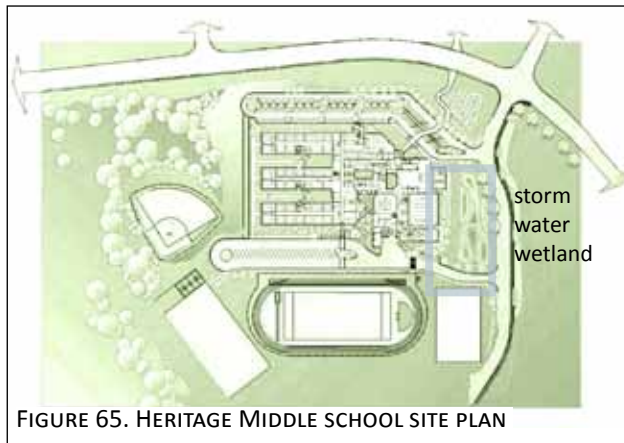 storm
water
wetland
FIGURE 65. HERITAGE MIDDLE SCHOOL SITE PLAN